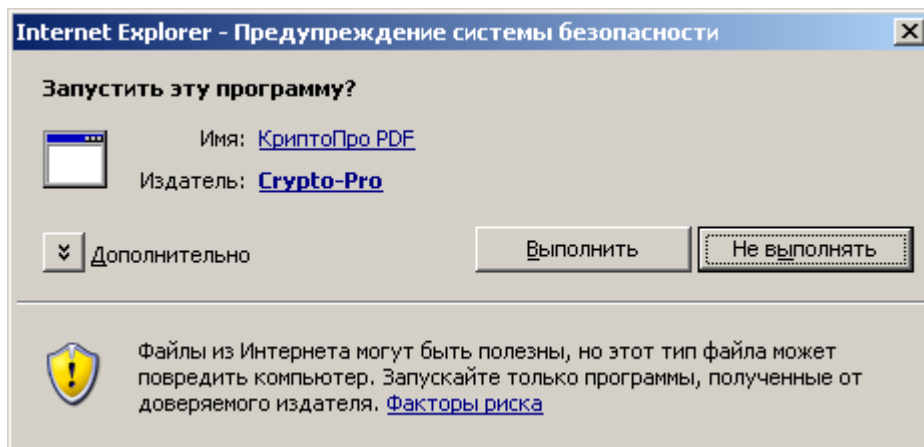 Internet Explorer - Предупреждение системы безопасности
Запустить эту программу?
Имя: КриптоПро PDF
Издатель: Crypto-Pro
Дополнительно
Выполнить
Не выполнять
Файлы из Интернета могут быть полезны, но этот тип файла может
повредить компьютер. Запускайте только программы, полученные от
доверяемого издателя. Факторы риска